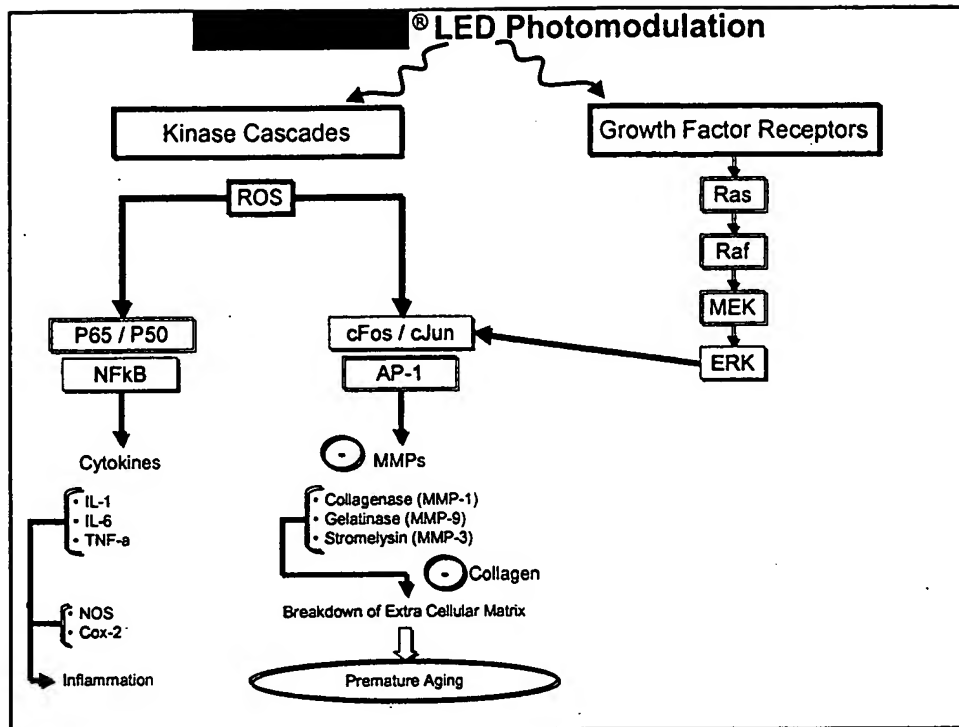 ® LED Photomodulation
Kinase Cascades
Growth Factor Receptors
ROS
Ras
Raf
MEK
ERK
P65 / P50
NFkB
cFos / cJun
AP-1
Cytokines
• IL-1
• IL-6
• TNF-a
• NOS
• Cox-2
Inflammation
- MMPs
• Collagenase (MMP-1)
• Gelatinase (MMP-9)
• Stromelysin (MMP-3)
- Collagen
Breakdown of Extra Cellular Matrix
Premature Aging